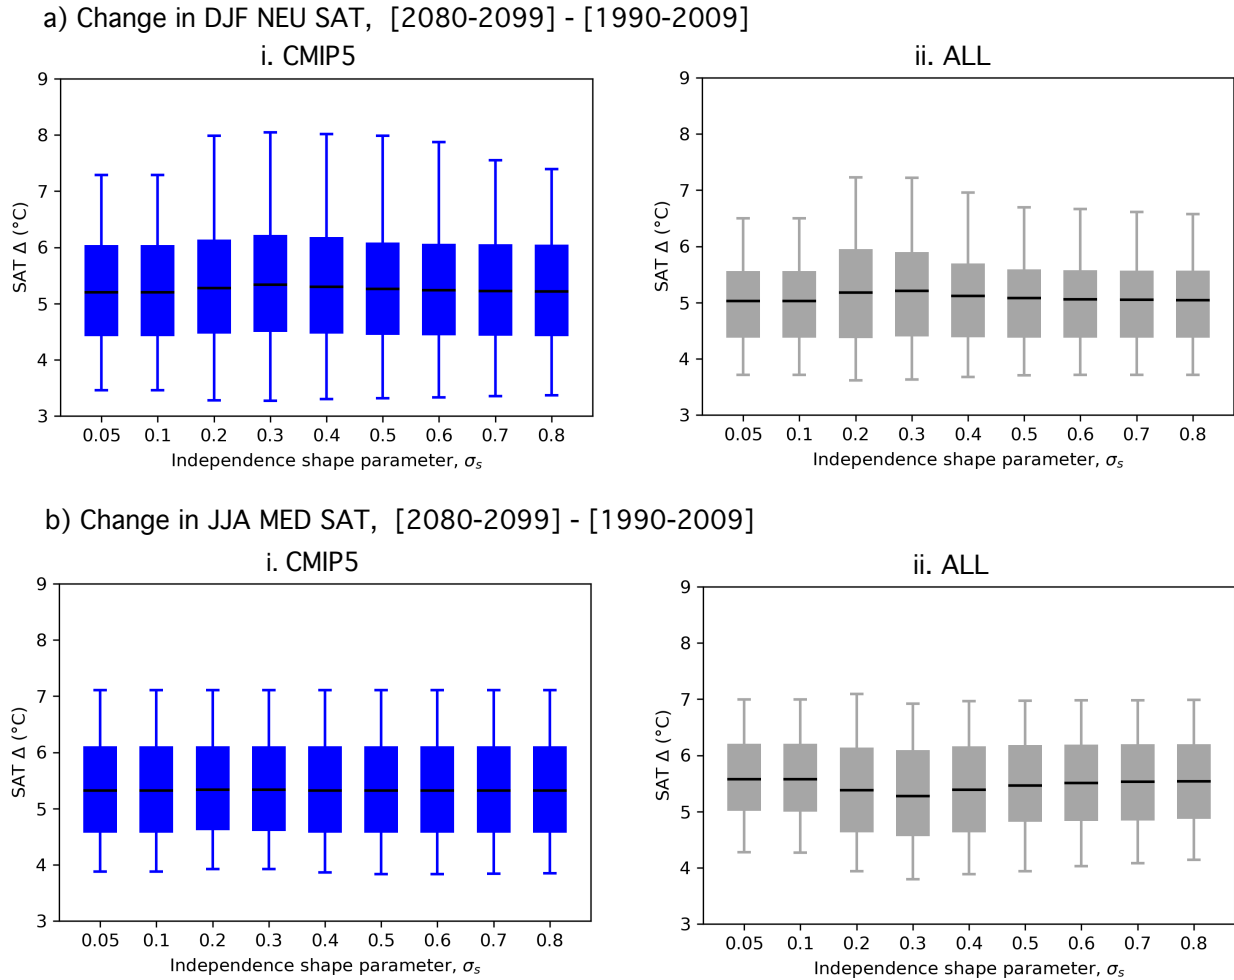 a) Change in DJF NEU SAT, [2080-2099] - [1990-2009]
i. CMIP5
ii. ALL
9
8
7
6
5
4
3
SAT Δ (°C)
0.05 0.1 0.2 0.3 0.4 0.5 0.6 0.7 0.8
Independence shape parameter, σs
9
8
7
6
5
4
3
SAT Δ (°C)
0.05 0.1 0.2 0.3 0.4 0.5 0.6 0.7 0.8
Independence shape parameter, σs
b) Change in JJA MED SAT, [2080-2099] - [1990-2009]
i. CMIP5
ii. ALL
9
8
7
6
5
4
3
SAT Δ (°C)
0.05 0.1 0.2 0.3 0.4 0.5 0.6 0.7 0.8
Independence shape parameter, σs
9
8
7
6
5
4
3
SAT Δ (°C)
0.05 0.1 0.2 0.3 0.4 0.5 0.6 0.7 0.8
Independence shape parameter, σs